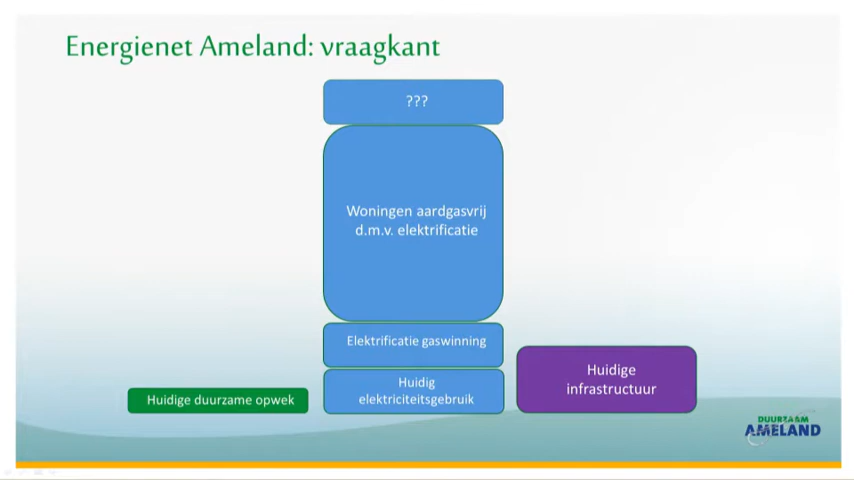 Energienet Ameland: vraagkant
???
Woningen aardgasvrij
d.m.v. elektrificatie
Elektrificatie gaswinning
Huidig
elektriciteitsgebruik
Huidige duurzame opwek
Huidige
infrastructuur
DUURZAAM
AMELAND